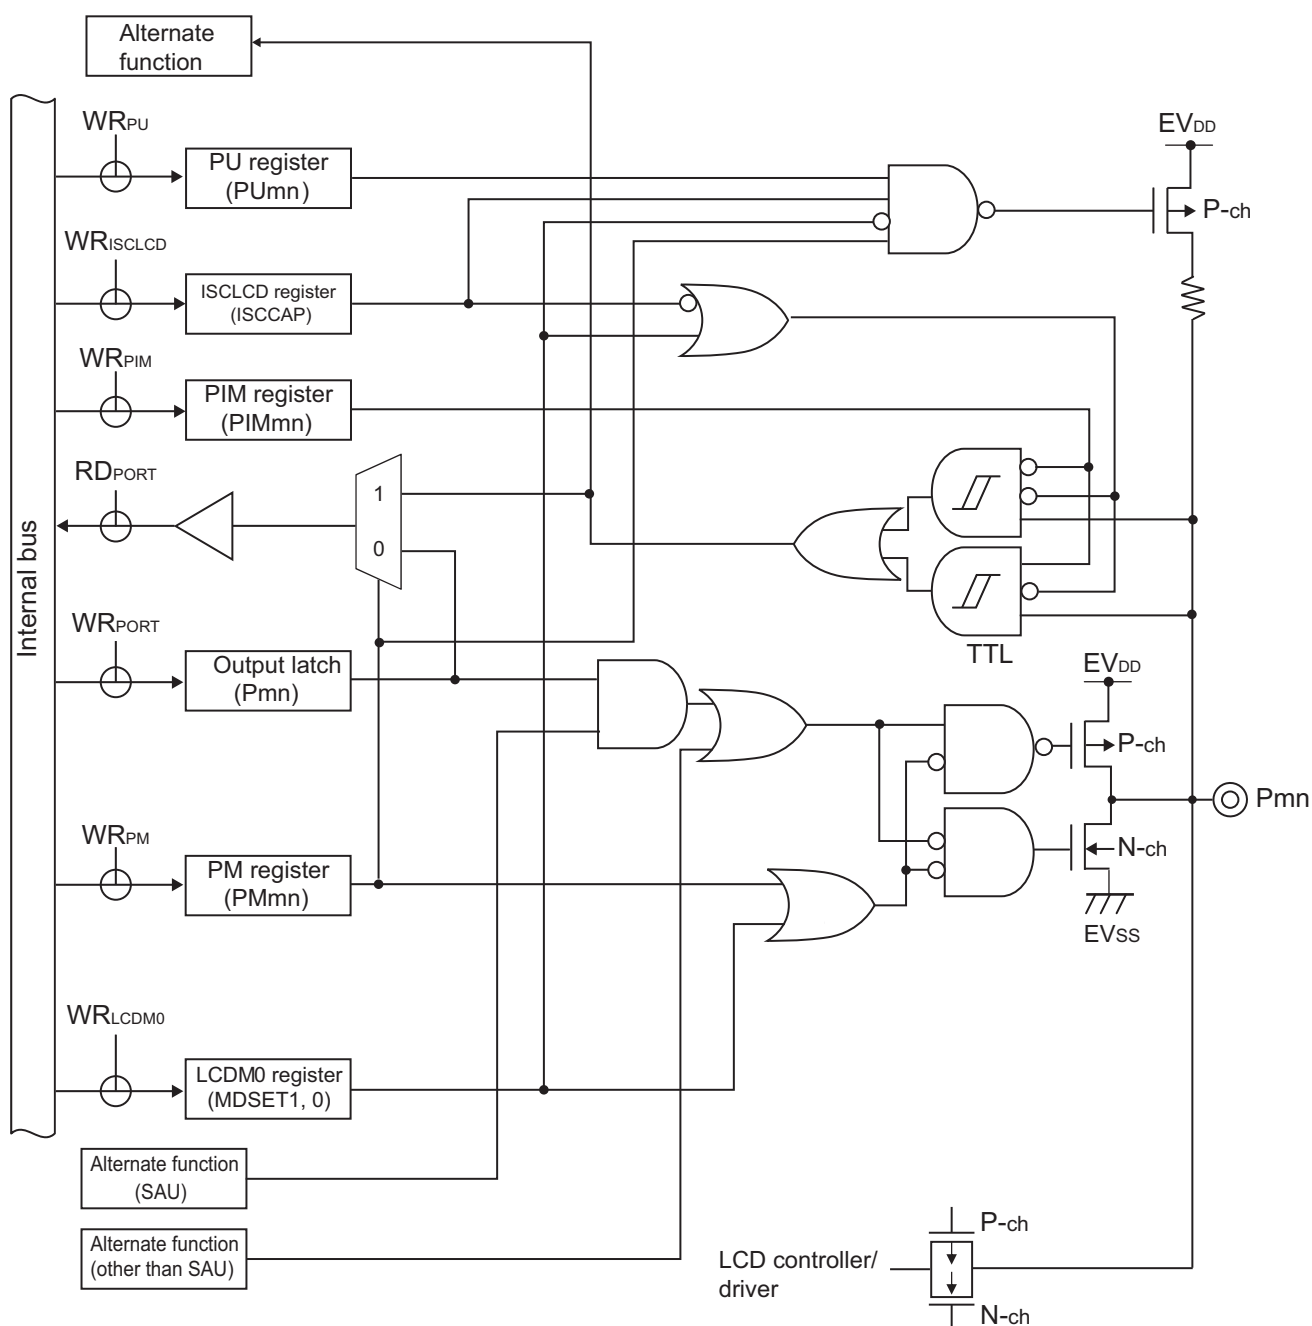 Alternate
function
WRPU
PU register
(PUmn)
EVDD
P-ch
WRISCLCD
ISCLCD register
(ISCCAP)
WRPIM
PIM register
(PIMmn)
RDPORT
1
0
Internal bus
WRPORT
Output latch
(Pmn)
TTL
EVDD
P-ch
Pmn
WRPM
PM register
(PMmn)
N-ch
EVSS
WRLCDM0
LCDM0 register
(MDSET1, 0)
Alternate function
(SAU)
Alternate function
(other than SAU)
P-ch
LCD controller/
driver
N-ch